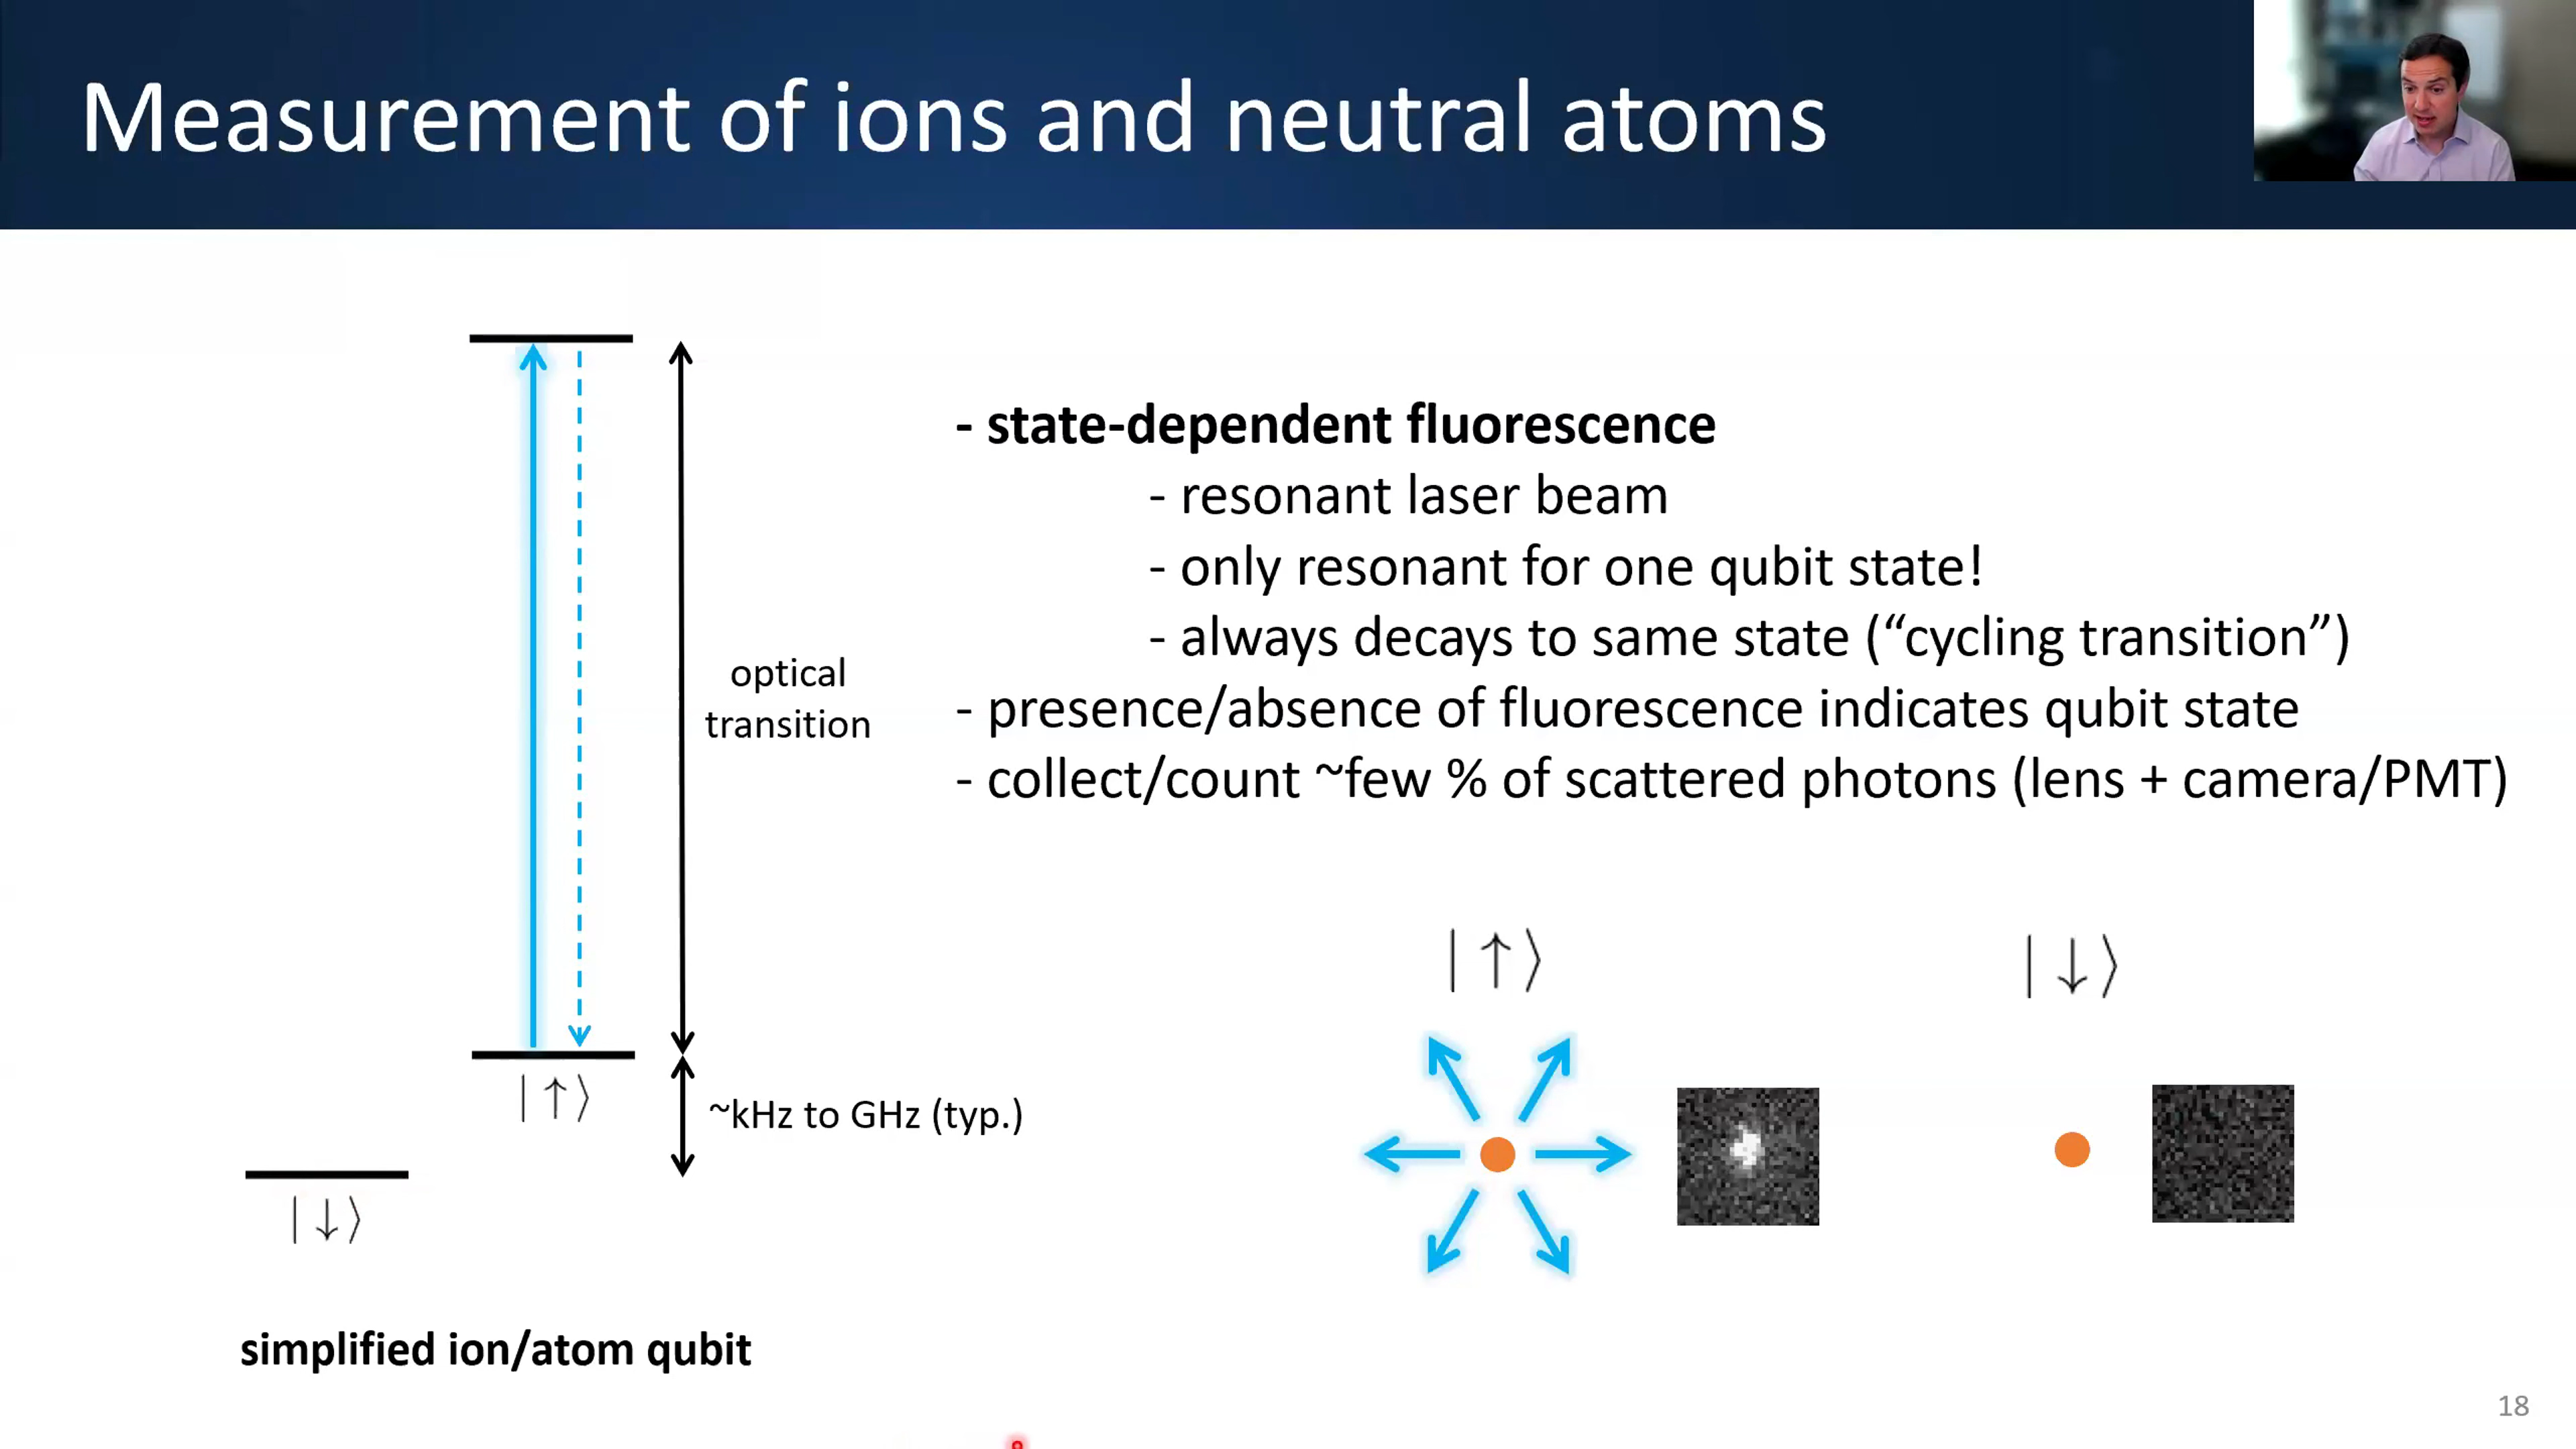 Measurement of ions and neutral atoms
- state-dependent fluorescence
- resonant laser beam
- only resonant for one qubit state!
- always decays to same state (“cycling transition”)
- presence/absence of fluorescence indicates qubit state
- collect/count ~few % of scattered photons (lens + camera/PMT)
optical
transition
|↑⟩
~kHz to GHz (typ.)
|↓⟩
simplified ion/atom qubit
|↑⟩
|↓⟩
18